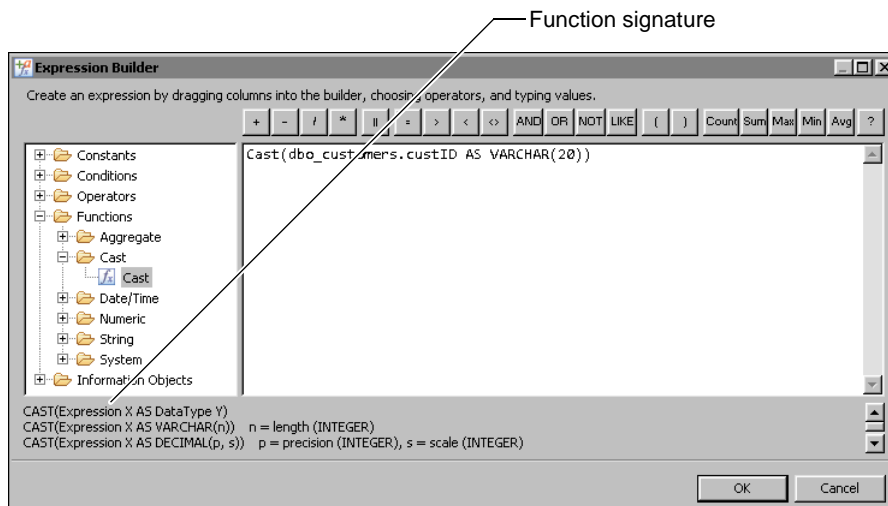 Function signature
Expression Builder
Create an expression by dragging columns into the builder, choosing operators, and typing values.
+ - / * || = > < <> AND OR NOT LIKE ( ) Count Sum Max Min Avg ?
Constants
Conditions
Operators
Functions
Aggregate
Cast
Cast
Date/Time
Numeric
String
System
Information Objects
Cast(dbo_customers.custID AS VARCHAR(20))
CAST(Expression X AS DataType Y)
CAST(Expression X AS VARCHAR(n)) n = length (INTEGER)
CAST(Expression X AS DECIMAL(p, s)) p = precision (INTEGER), s = scale (INTEGER)
OK Cancel